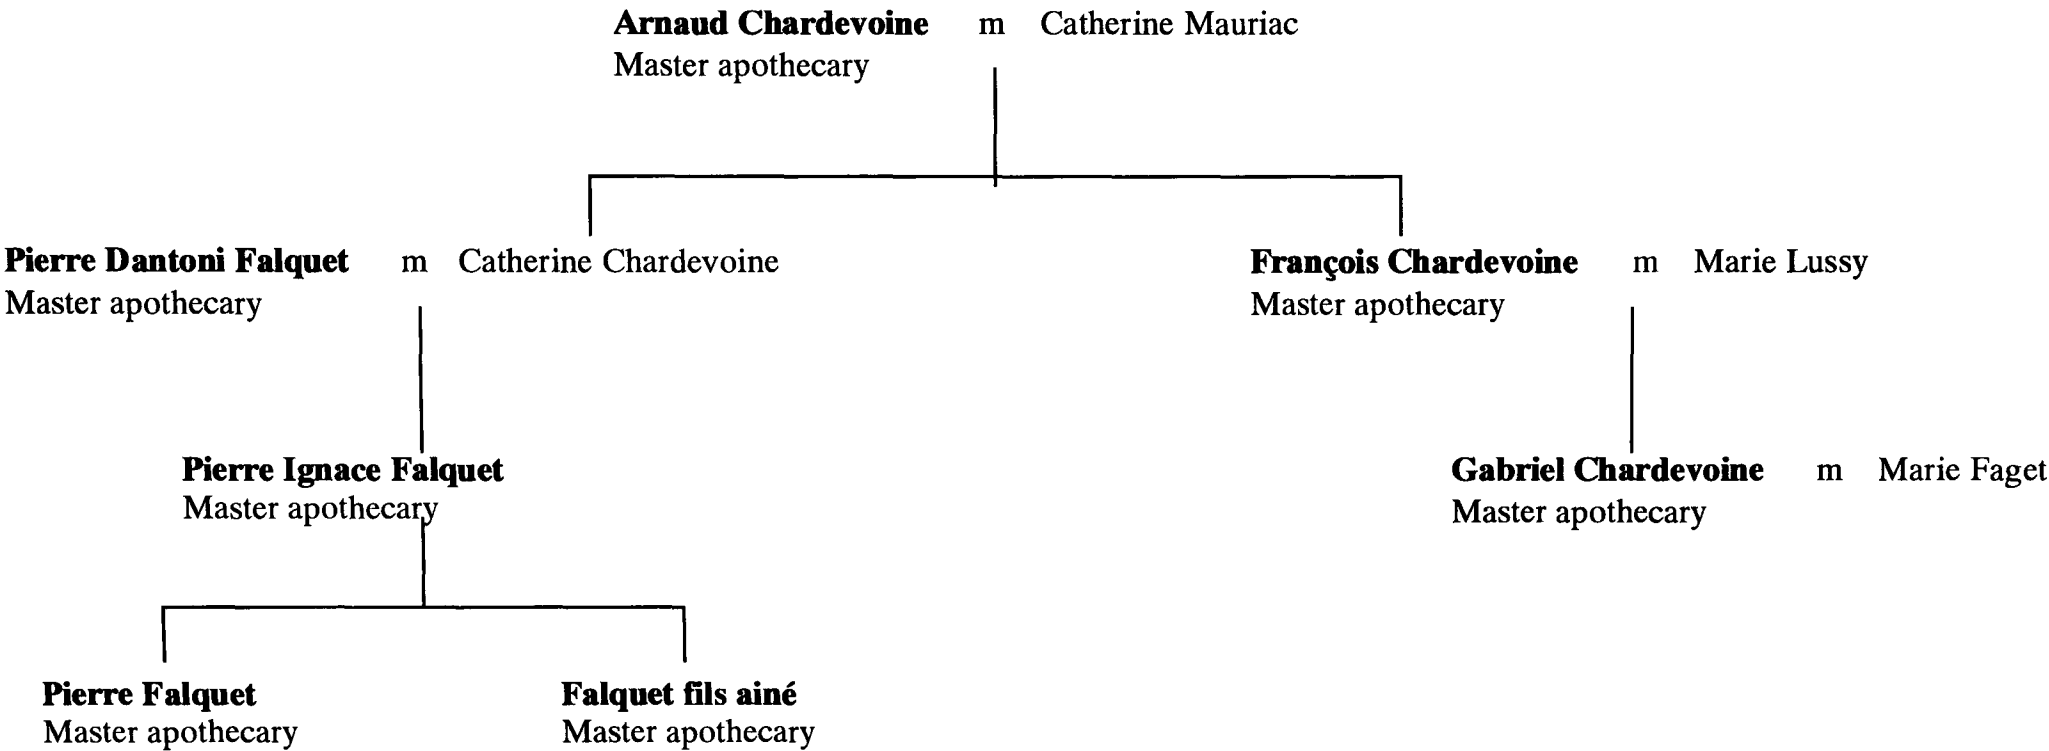 Arnaud Chardevoine m Catherine Mauriac
Master apothecary
Pierre Dantoni Falquet m Catherine Chardevoine
Master apothecary
François Chardevoine m Marie Lussy
Master apothecary
Pierre Ignace Falquet
Master apothecary
Gabriel Chardevoine m Marie Faget
Master apothecary
Pierre Falquet
Master apothecary
Falquet fils ainé
Master apothecary